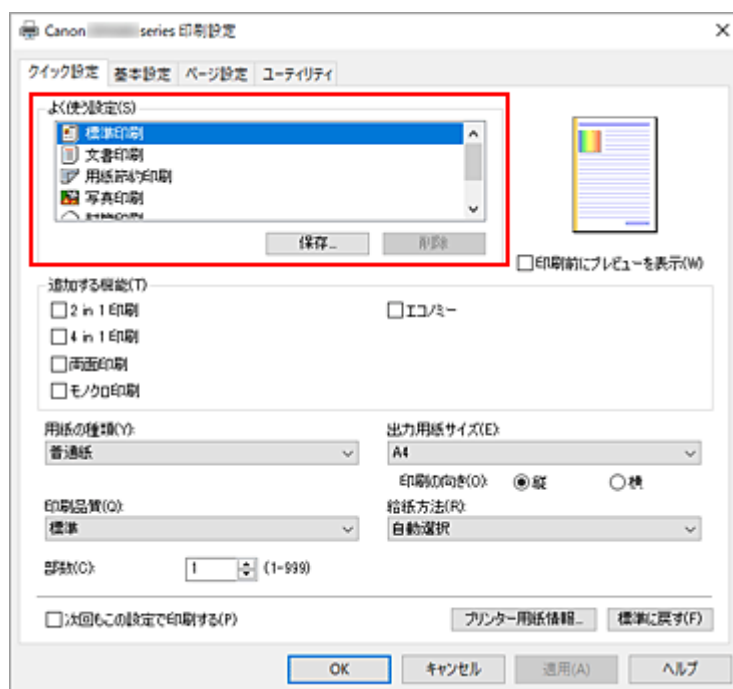 Canon series 印刷設定
クイック設定 基本設定 ページ設定 ユーティリティ
よく使う設定(S)
標準印刷
文書印刷
用紙節約印刷
写真印刷
保存... 削除
印刷前にプレビューを表示(W)
追加する機能(T)
2 in 1 印刷 エコノミー
4 in 1 印刷
両面印刷
モノクロ印刷
用紙の種類(Y): 出力用紙サイズ(E):
普通紙 A4
印刷の向き(O): 縦 横
印刷品質(Q): 給紙方法(R):
標準 自動選択
部数(C): 1 (1-999)
次回もこの設定で印刷する(P) プリンター用紙情報... 標準に戻す(F)
OK キャンセル 適用(A) ヘルプ